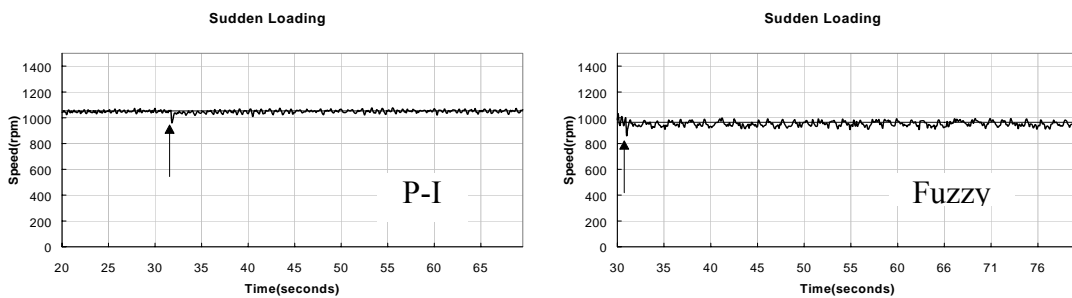 Sudden Loading
Speed(rpm)
1400
1200
1000
800
600
400
200
0
P-I
20 25 30 35 40 45 50 55 60 65
Time(seconds)
Sudden Loading
Speed(rpm)
1400
1200
1000
800
600
400
200
0
Fuzzy
30 35 40 45 50 55 60 66 71 76
Time(seconds)